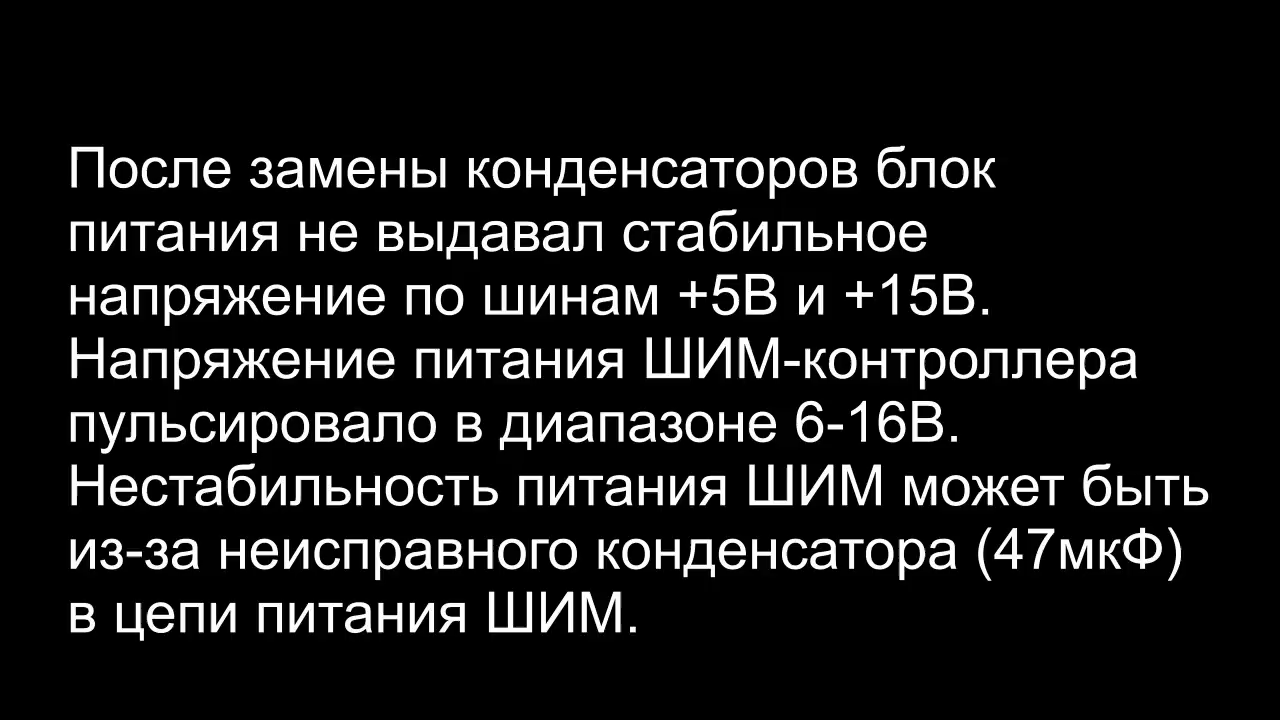 После замены конденсаторов блок
питания не выдавал стабильное
напряжение по шинам +5В и +15В.
Напряжение питания ШИМ-контроллера
пульсировало в диапазоне 6-16В.
Нестабильность питания ШИМ может быть
из-за неисправного конденсатора (47мкФ)
в цепи питания ШИМ.